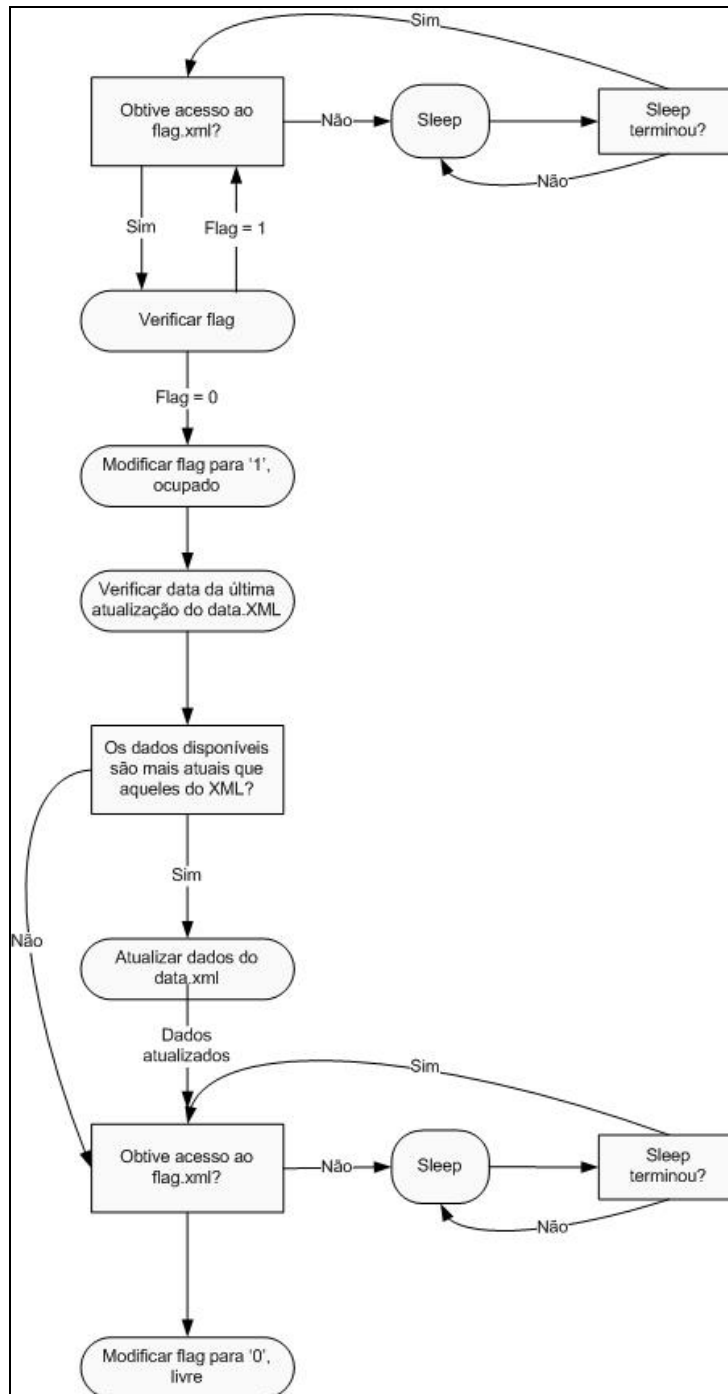 Sim
Obtive acesso ao
flag.xml?
Não
Sleep
Sleep
terminou?
Não
Sim
Flag = 1
Verificar flag
Flag = 0
Modificar flag para ‘1’,
ocupado
Verificar data da última
atualização do data.XML
Os dados disponíveis
são mais atuais que
aqueles do XML?
Sim
Não
Atualizar dados do
data.xml
Dados
atualizados
Sim
Obtive acesso ao
flag.xml?
Não
Sleep
Sleep
terminou?
Não
Modificar flag para ‘0’,
livre